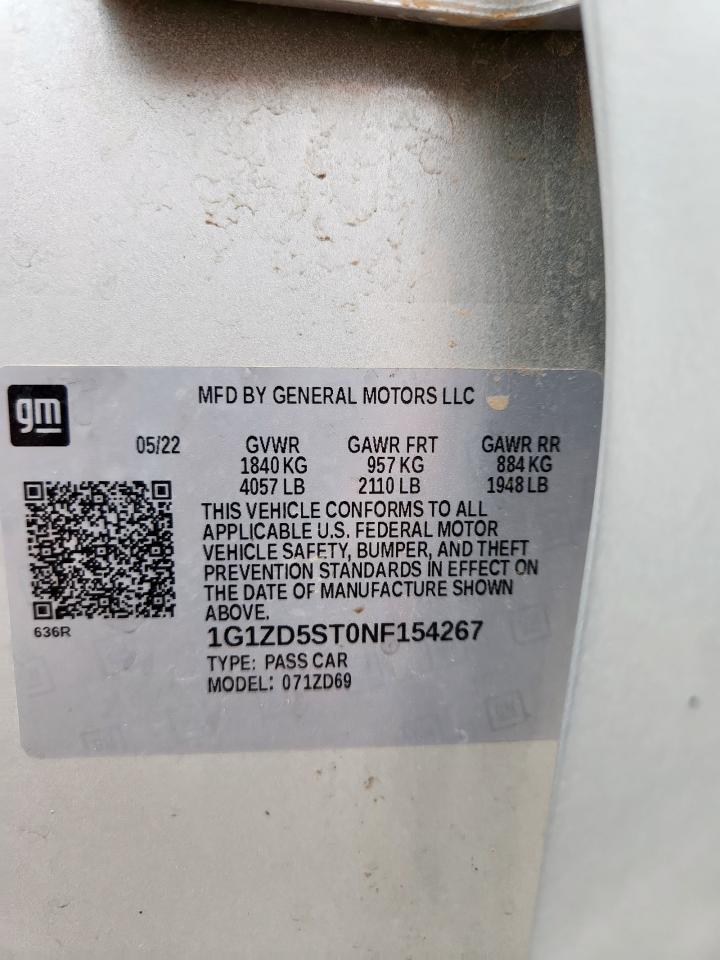 gm
MFD BY GENERAL MOTORS LLC
05/22 GVWR GAWR FRT GAWR RR
1840 KG 957 KG 884 KG
4057 LB 2110 LB 1948 LB
THIS VEHICLE CONFORMS TO ALL
APPLICABLE U.S. FEDERAL MOTOR
VEHICLE SAFETY, BUMPER, AND THEFT
PREVENTION STANDARDS IN EFFECT ON
THE DATE OF MANUFACTURE SHOWN
ABOVE.
636R
1G1ZD5ST0NF154267
TYPE: PASS CAR
MODEL: 071ZD69